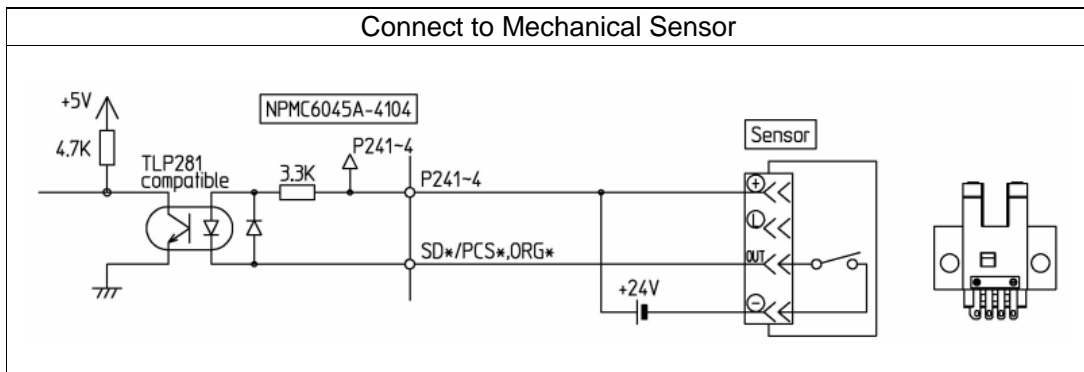 Connect to Mechanical Sensor
+5V
NPMC6045A-4104
4.7K
P241~4
Sensor
TLP281
compatible
3.3K
P241~4
+
L
SD*/PCS*,ORG*
OUT
+24V
-